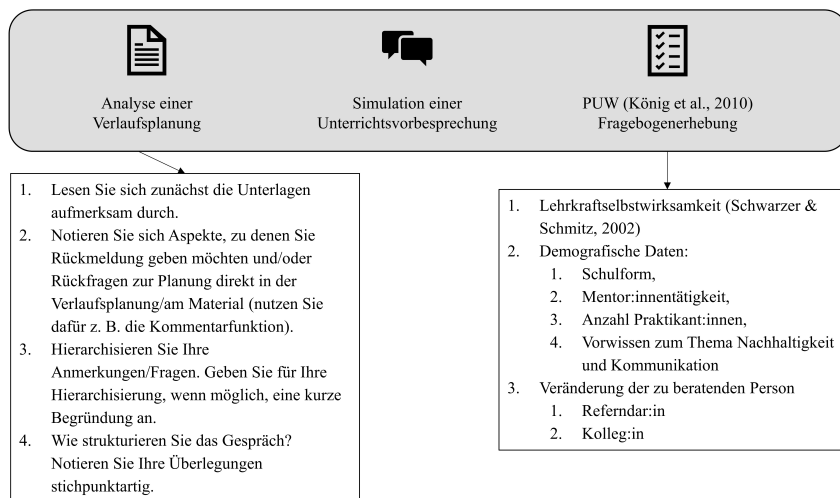 Analyse einer
Verlaufsplanung
Simulation einer
Unterrichtsvorbesprechung
PUW (König et al., 2010)
Fragebogenerhebung
1. Lesen Sie sich zunächst die Unterlagen
aufmerksam durch.
2. Notieren Sie sich Aspekte, zu denen Sie
Rückmeldung geben möchten und/oder
Rückfragen zur Planung direkt in der
Verlaufsplanung/am Material (nutzen Sie
dafür z. B. die Kommentarfunktion).
3. Hierarchisieren Sie Ihre
Anmerkungen/Fragen. Geben Sie für Ihre
Hierarchisierung, wenn möglich, eine kurze
Begründung an.
4. Wie strukturieren Sie das Gespräch?
Notieren Sie Ihre Überlegungen
stichpunktartig.
1. Lehrkraftselbstwirksamkeit (Schwarzer &
Schmitz, 2002)
2. Demografische Daten:
1. Schulform,
2. Mentor:innentätigkeit,
3. Anzahl Praktikant:innen,
4. Vorwissen zum Thema Nachhaltigkeit
und Kommunikation
3. Veränderung der zu beratenden Person
1. Referndar:in
2. Kolleg:in